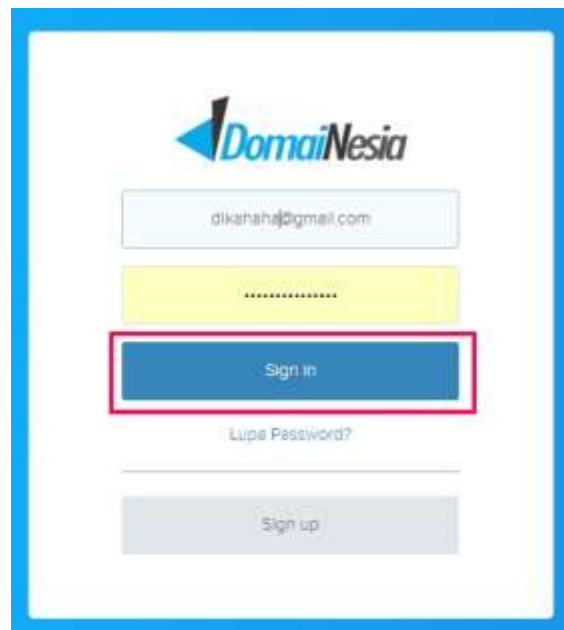 DomaiNesia
dikahaha@gmail.com
•••••••••••••••
Sign in
Lupa Password?
Sign up